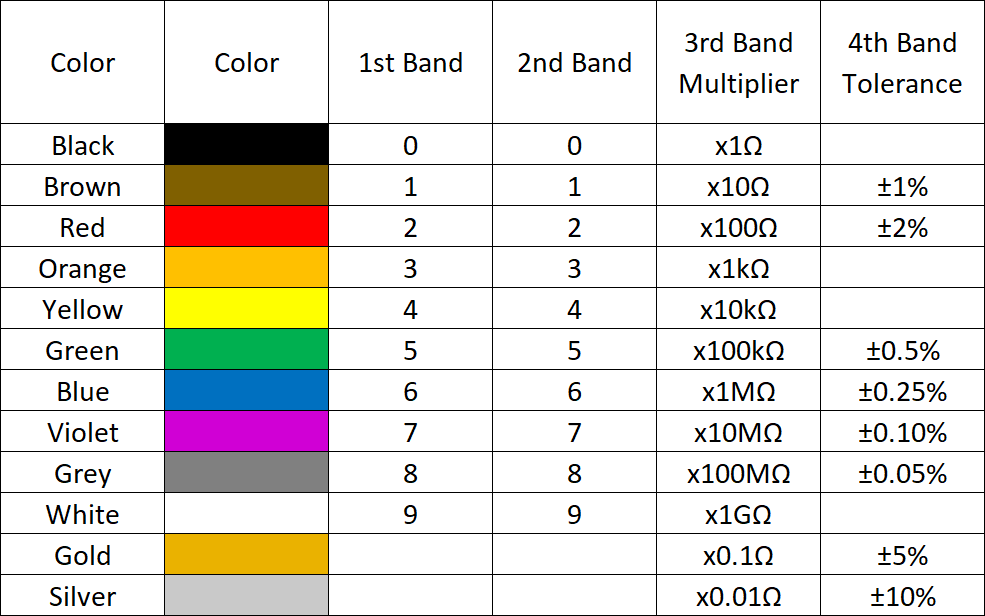 Color Color 1st Band 2nd Band 3rd Band Multiplier 4th Band Tolerance
Black 0 0 x1Ω
Brown 1 1 x10Ω ±1%
Red 2 2 x100Ω ±2%
Orange 3 3 x1kΩ
Yellow 4 4 x10kΩ
Green 5 5 x100kΩ ±0.5%
Blue 6 6 x1MΩ ±0.25%
Violet 7 7 x10MΩ ±0.10%
Grey 8 8 x100MΩ ±0.05%
White 9 9 x1GΩ
Gold x0.1Ω ±5%
Silver x0.01Ω ±10%